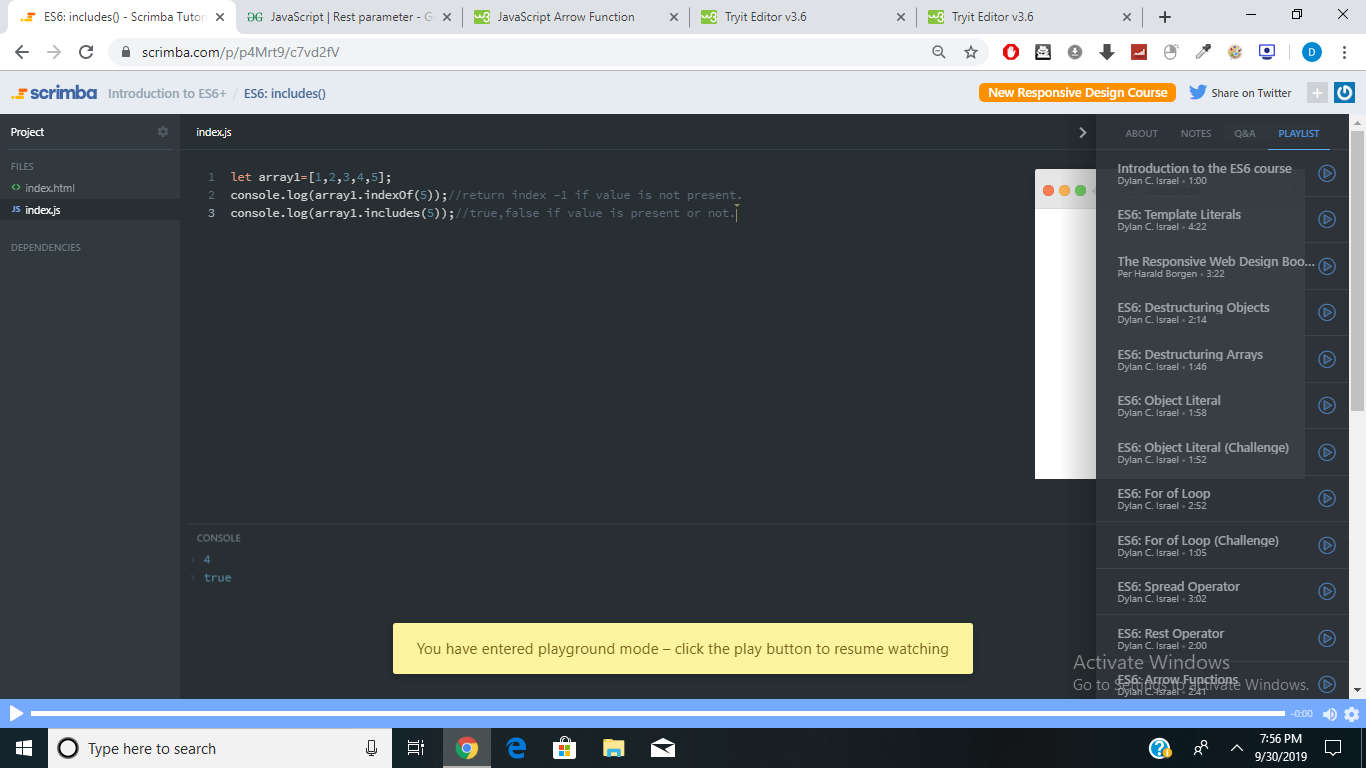 ES6: includes() - Scrimba Tutor
JavaScript | Rest parameter - G
JavaScript Arrow Function
Tryit Editor v3.6
Tryit Editor v3.6
scrimba.com/p/p4Mrt9/c7vd2fV
D
scrimba
Introduction to ES6+ / ES6: includes()
New Responsive Design Course
Share on Twitter
Project
index.js
ABOUT NOTES Q&A PLAYLIST
FILES
<> index.html
JS index.js
DEPENDENCIES
1 let array1=[1,2,3,4,5];
2 console.log(array1.indexOf(5));//return index -1 if value is not present.
3 console.log(array1.includes(5));//true,false if value is present or not.
CONSOLE
4
true
You have entered playground mode – click the play button to resume watching
Introduction to the ES6 course
Dylan C. Israel • 1:00
ES6: Template Literals
Dylan C. Israel • 4:22
The Responsive Web Design Boo...
Per Harald Borgen • 3:22
ES6: Destructuring Objects
Dylan C. Israel • 2:14
ES6: Destructuring Arrays
Dylan C. Israel • 1:46
ES6: Object Literal
Dylan C. Israel • 1:58
ES6: Object Literal (Challenge)
Dylan C. Israel • 1:52
ES6: For of Loop
Dylan C. Israel • 2:52
ES6: For of Loop (Challenge)
Dylan C. Israel • 1:05
ES6: Spread Operator
Dylan C. Israel • 3:02
ES6: Rest Operator
Dylan C. Israel • 2:00
ES6: Arrow Functions
Dylan C. Israel • 2:41
Activate Windows
Go to Settings to activate Windows.
-0:00
Type here to search
7:56 PM
9/30/2019